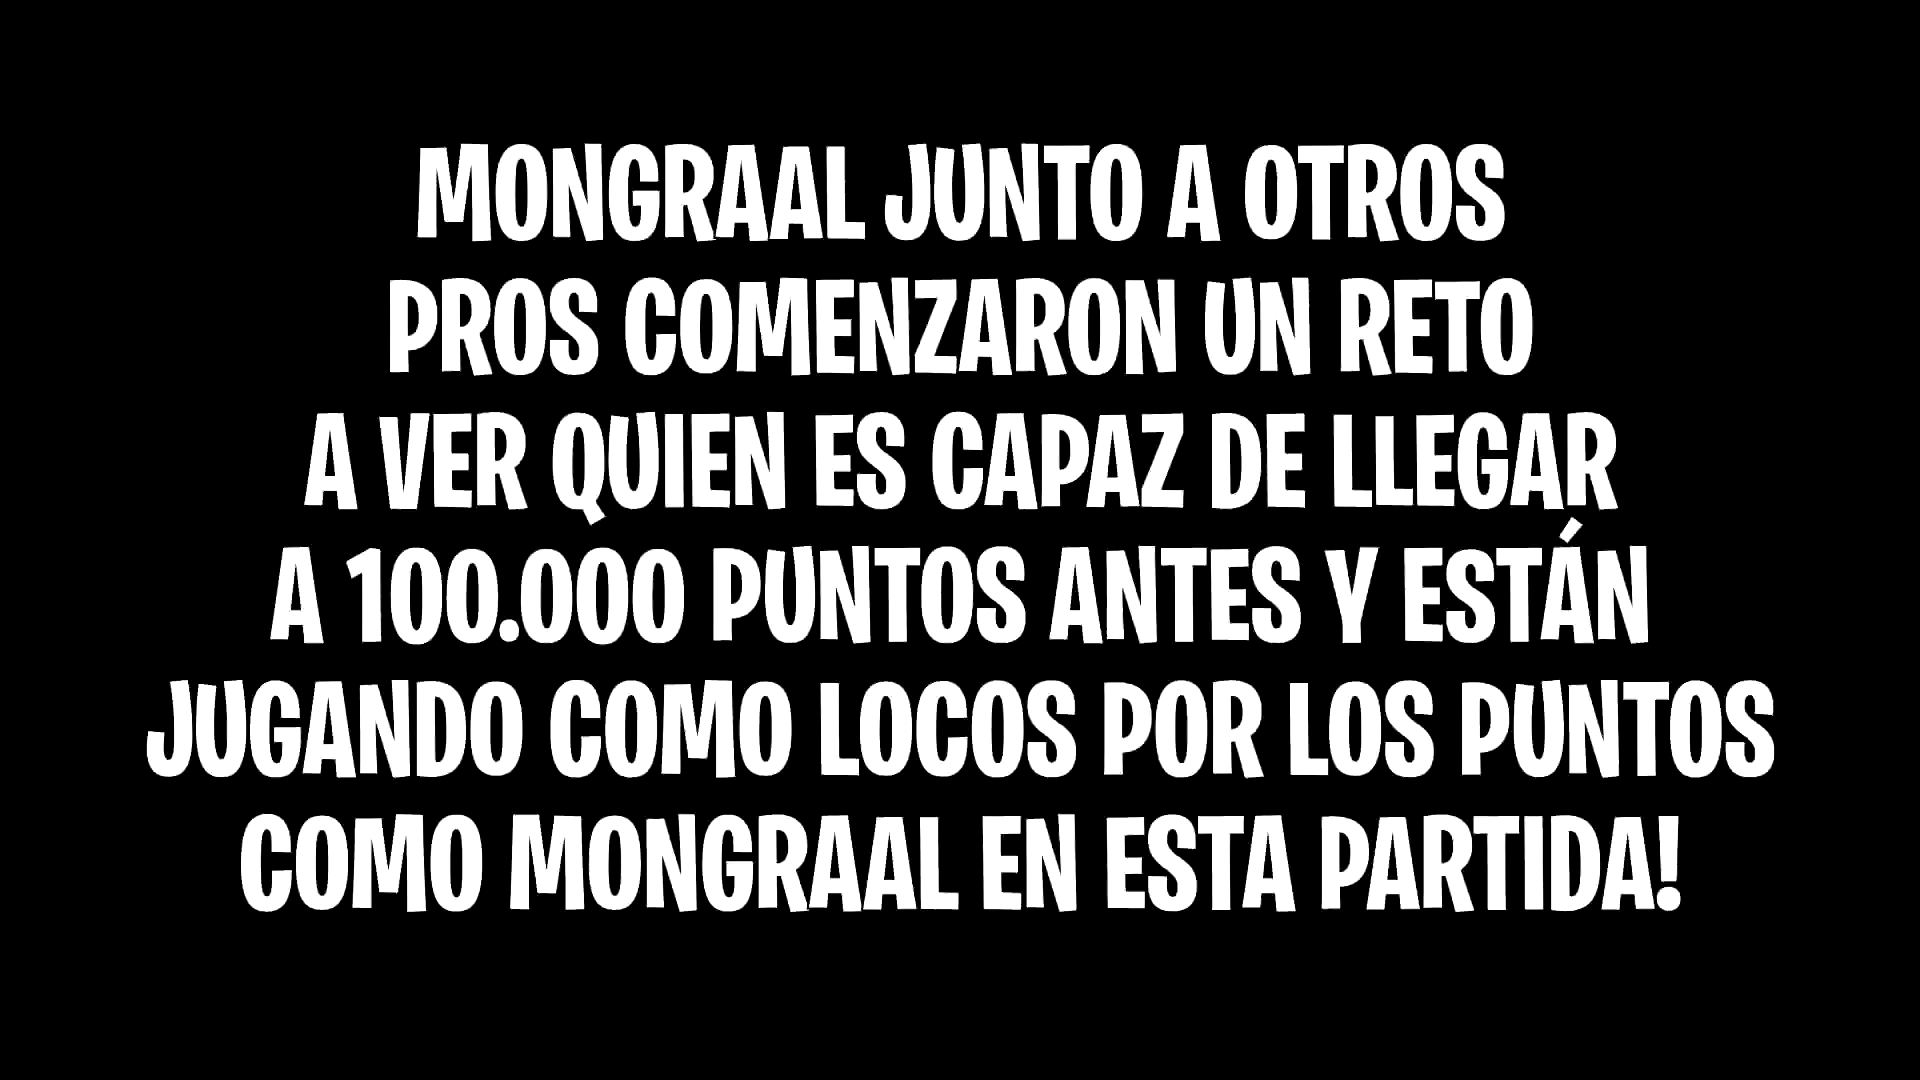 MONGRAAL JUNTO A OTROS
PROS COMENZARON UN RETO
A VER QUIEN ES CAPAZ DE LLEGAR
A 100.000 PUNTOS ANTES Y ESTÁN
JUGANDO COMO LOCOS POR LOS PUNTOS
COMO MONGRAAL EN ESTA PARTIDA!